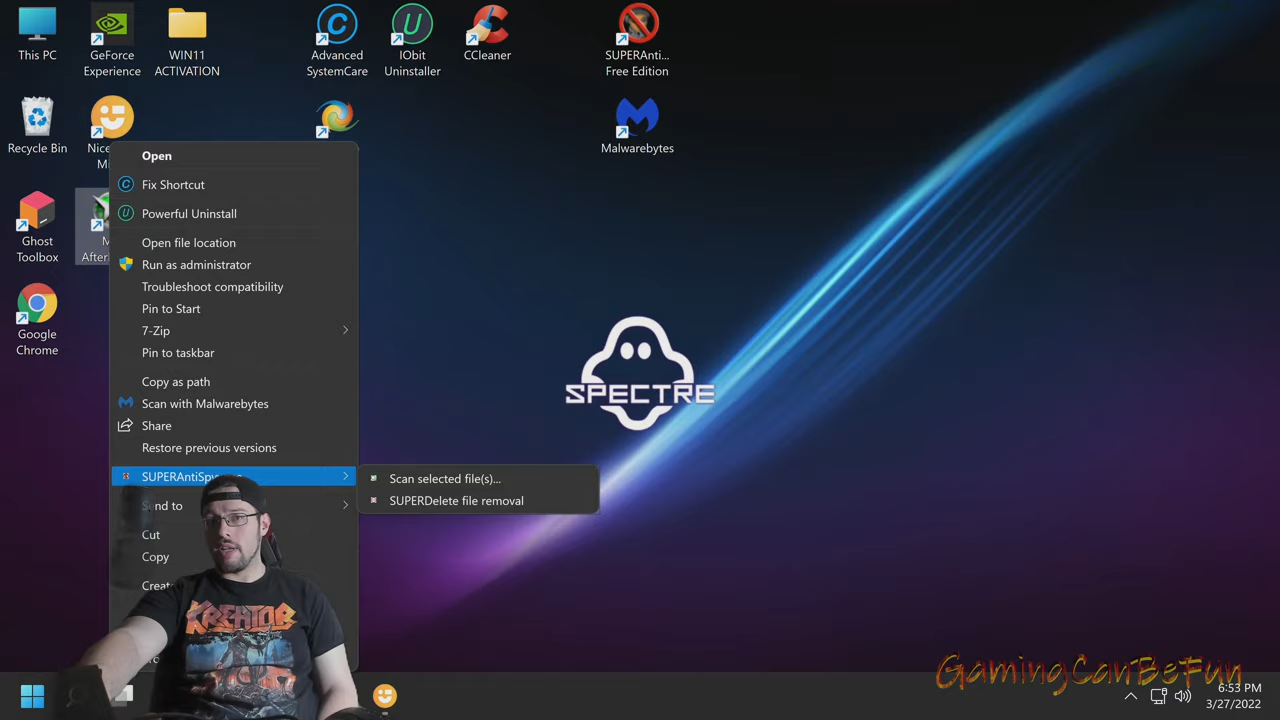 This PC
GeForce
Experience
WIN11
ACTIVATION
Advanced
SystemCare
IObit
Uninstaller
CCleaner
SUPERAnti...
Free Edition
Recycle Bin
Malwarebytes
Ghost
Toolbox
Google
Chrome
Open
Fix Shortcut
Powerful Uninstall
Open file location
Run as administrator
Troubleshoot compatibility
Pin to Start
7-Zip
Pin to taskbar
Copy as path
Scan with Malwarebytes
Share
Restore previous versions
Send to
Cut
Copy
Scan selected file(s)...
SUPERDelete file removal
SPECTRE
KREATOR
GamingCanBeFun
6:53 PM
3/27/2022